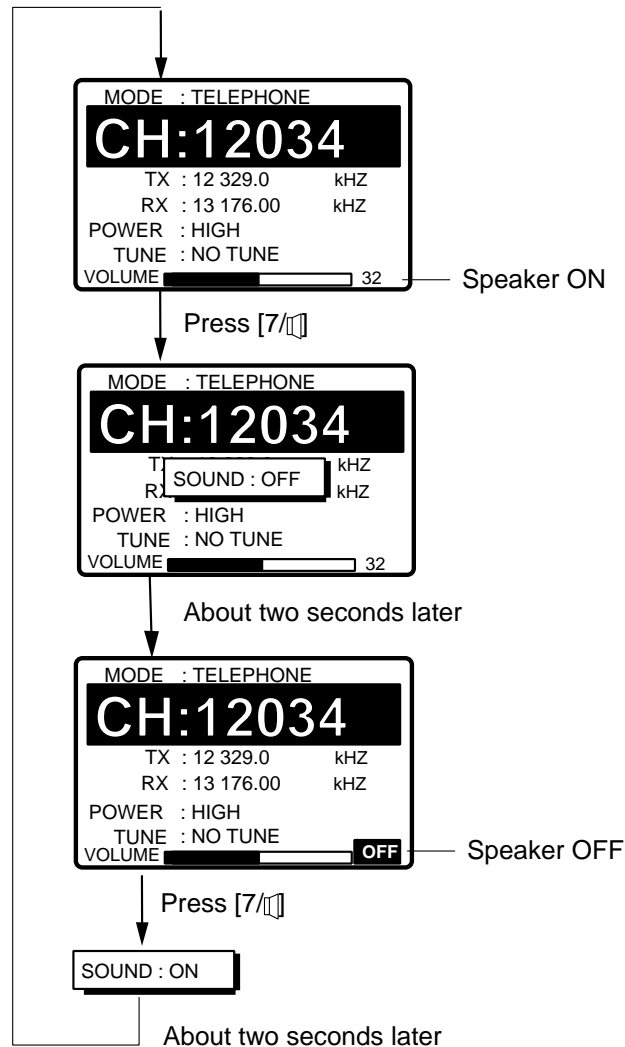 MODE : TELEPHONE
CH:12034
TX : 12 329.0 kHZ
RX : 13 176.00 kHZ
POWER : HIGH
TUNE : NO TUNE
VOLUME 32
Speaker ON
Press [7/]
MODE : TELEPHONE
CH:12034
kHZ
SOUND : OFF
kHZ
POWER : HIGH
TUNE : NO TUNE
VOLUME 32
About two seconds later
MODE : TELEPHONE
CH:12034
TX : 12 329.0 kHZ
RX : 13 176.00 kHZ
POWER : HIGH
TUNE : NO TUNE
VOLUME OFF
Speaker OFF
Press [7/]
SOUND : ON
About two seconds later